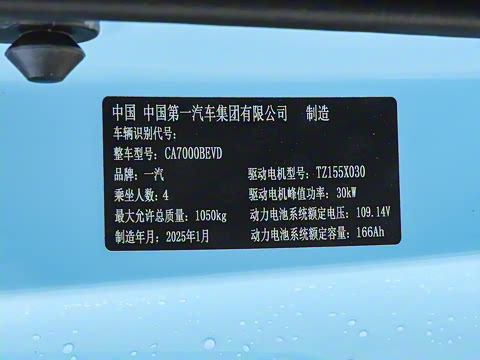 中国 中国第一汽车集团有限公司 制造
车辆识别代号:
整车型号: CA7000BEVD
品牌: 一汽 驱动电机型号: TZ155X030
乘坐人数: 4 驱动电机峰值功率: 30kW
最大允许总质量: 1050kg 动力电池系统额定电压: 109.14V
制造年月: 2025年1月 动力电池系统额定容量: 166Ah